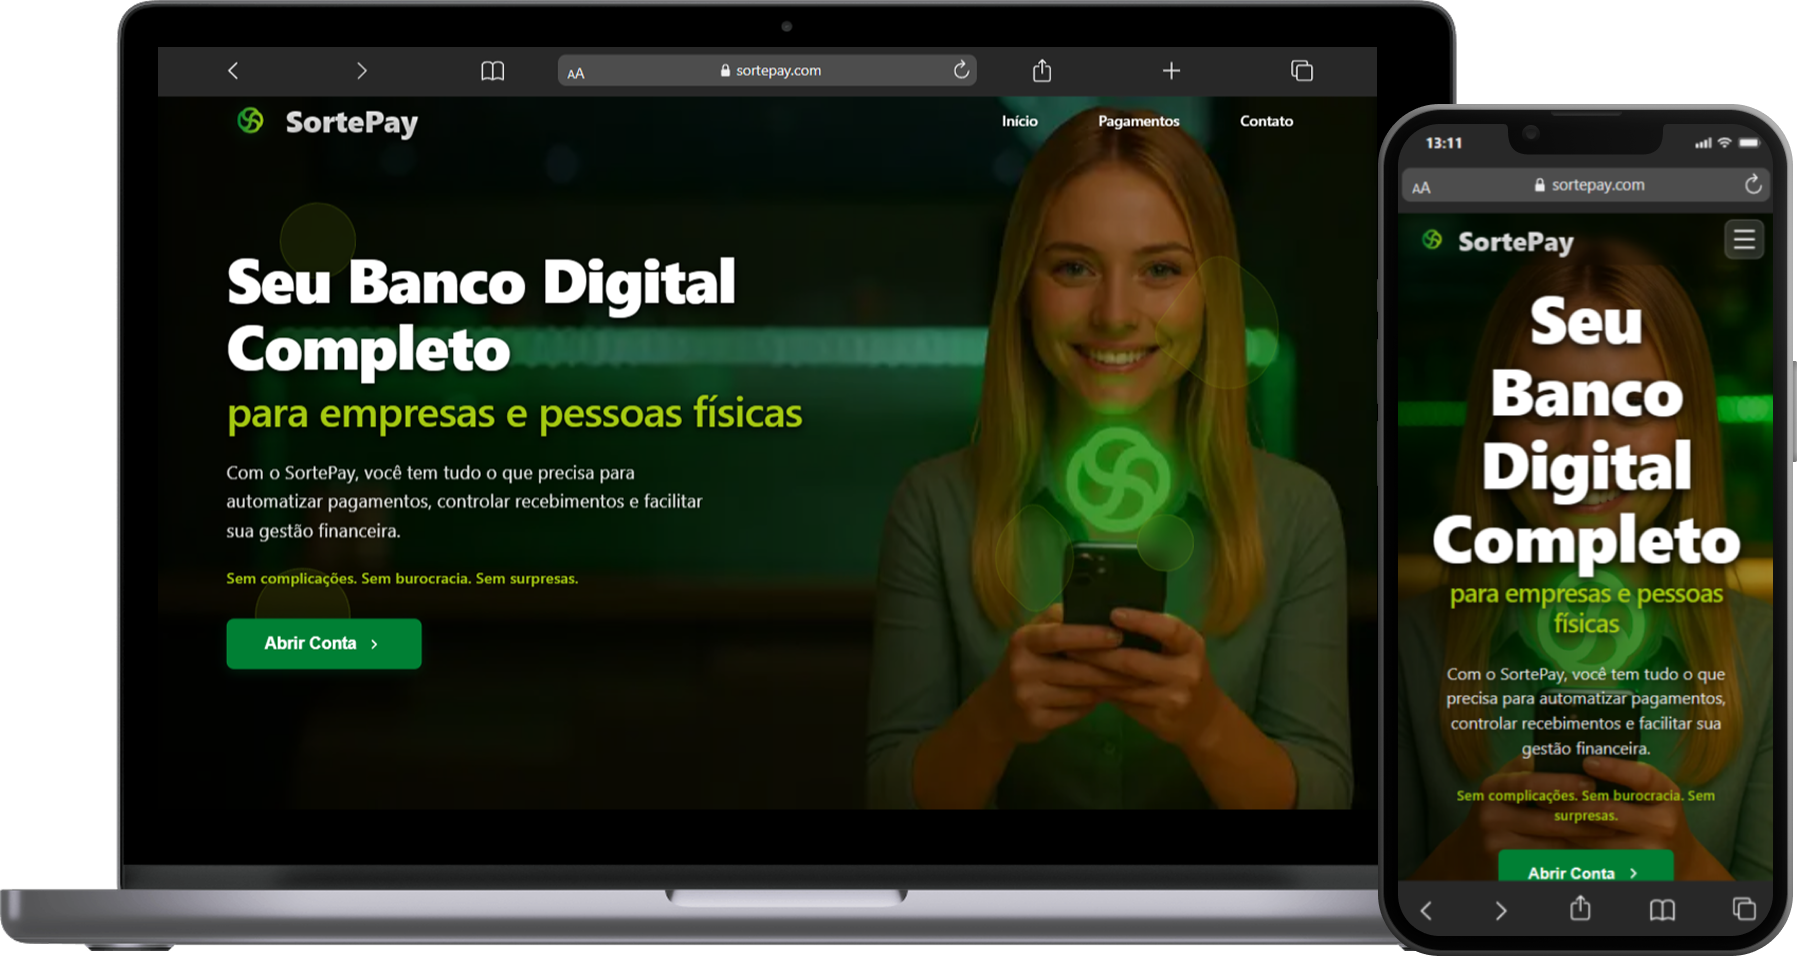 AA
sortepay.com
SortePay
Início
Pagamentos
Contato
Seu Banco Digital
Completo
para empresas e pessoas físicas
Com o SortePay, você tem tudo o que precisa para
automatizar pagamentos, controlar recebimentos e facilitar
sua gestão financeira.
Sem complicações. Sem burocracia. Sem surpresas.
Abrir Conta
13:11
AA
sortepay.com
SortePay
Seu
Banco
Digital
Completo
para empresas e pessoas
físicas
Com o SortePay, você tem tudo o que
precisa para automatizar pagamentos,
controlar recebimentos e facilitar sua
gestão financeira.
Sem complicações. Sem burocracia. Sem
surpresas.
Abrir Conta